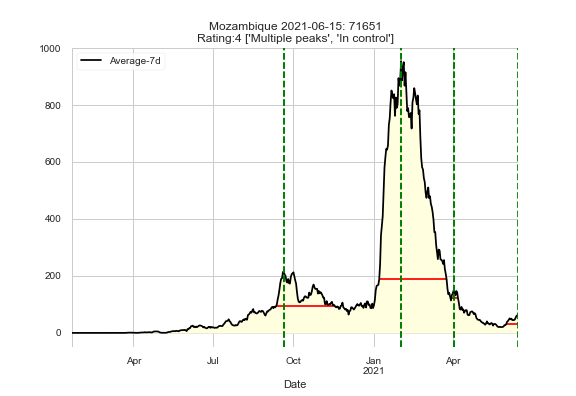 Mozambique 2021-06-15: 71651
Rating:4 ['Multiple peaks', 'In control']
Average-7d
1000
800
600
400
200
0
Apr
Jul
Oct
Jan
2021
Apr
Date